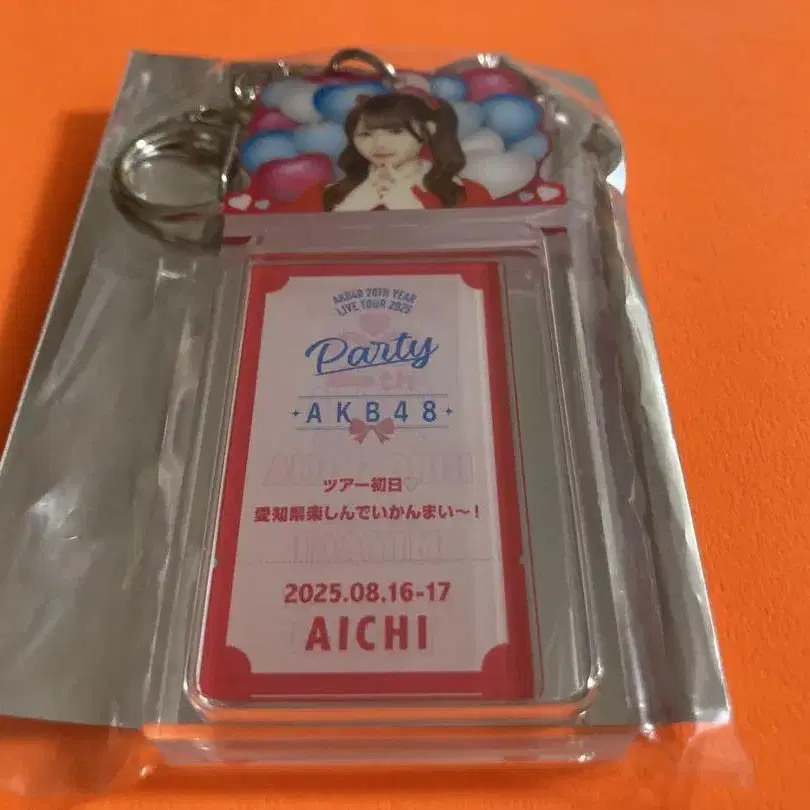 AKB48 20TH YEAR
LIVE TOUR 2025
Party
AKB48
ツアー初日♡
愛知県楽しんでいかんまい～！
2025.08.16-17
AICHI